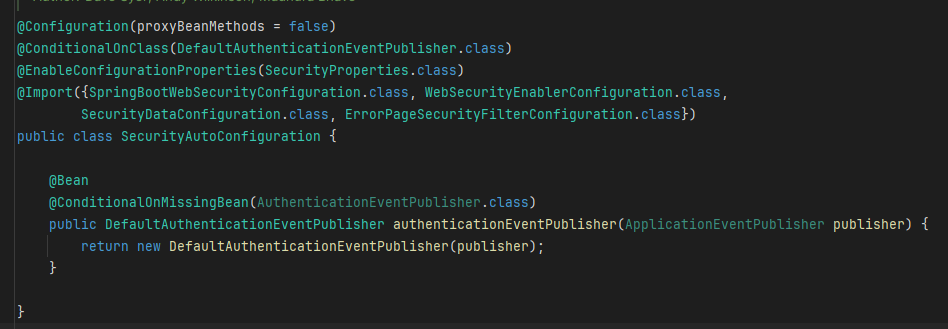 @Configuration(proxyBeanMethods = false)
@ConditionalOnClass(DefaultAuthenticationEventPublisher.class)
@EnableConfigurationProperties(SecurityProperties.class)
@Import({SpringBootWebSecurityConfiguration.class, WebSecurityEnablerConfiguration.class,
        SecurityDataConfiguration.class, ErrorPageSecurityFilterConfiguration.class})
public class SecurityAutoConfiguration {
    @Bean
    @ConditionalOnMissingBean(AuthenticationEventPublisher.class)
    public DefaultAuthenticationEventPublisher authenticationEventPublisher(ApplicationEventPublisher publisher) {
        return new DefaultAuthenticationEventPublisher(publisher);
    }
}